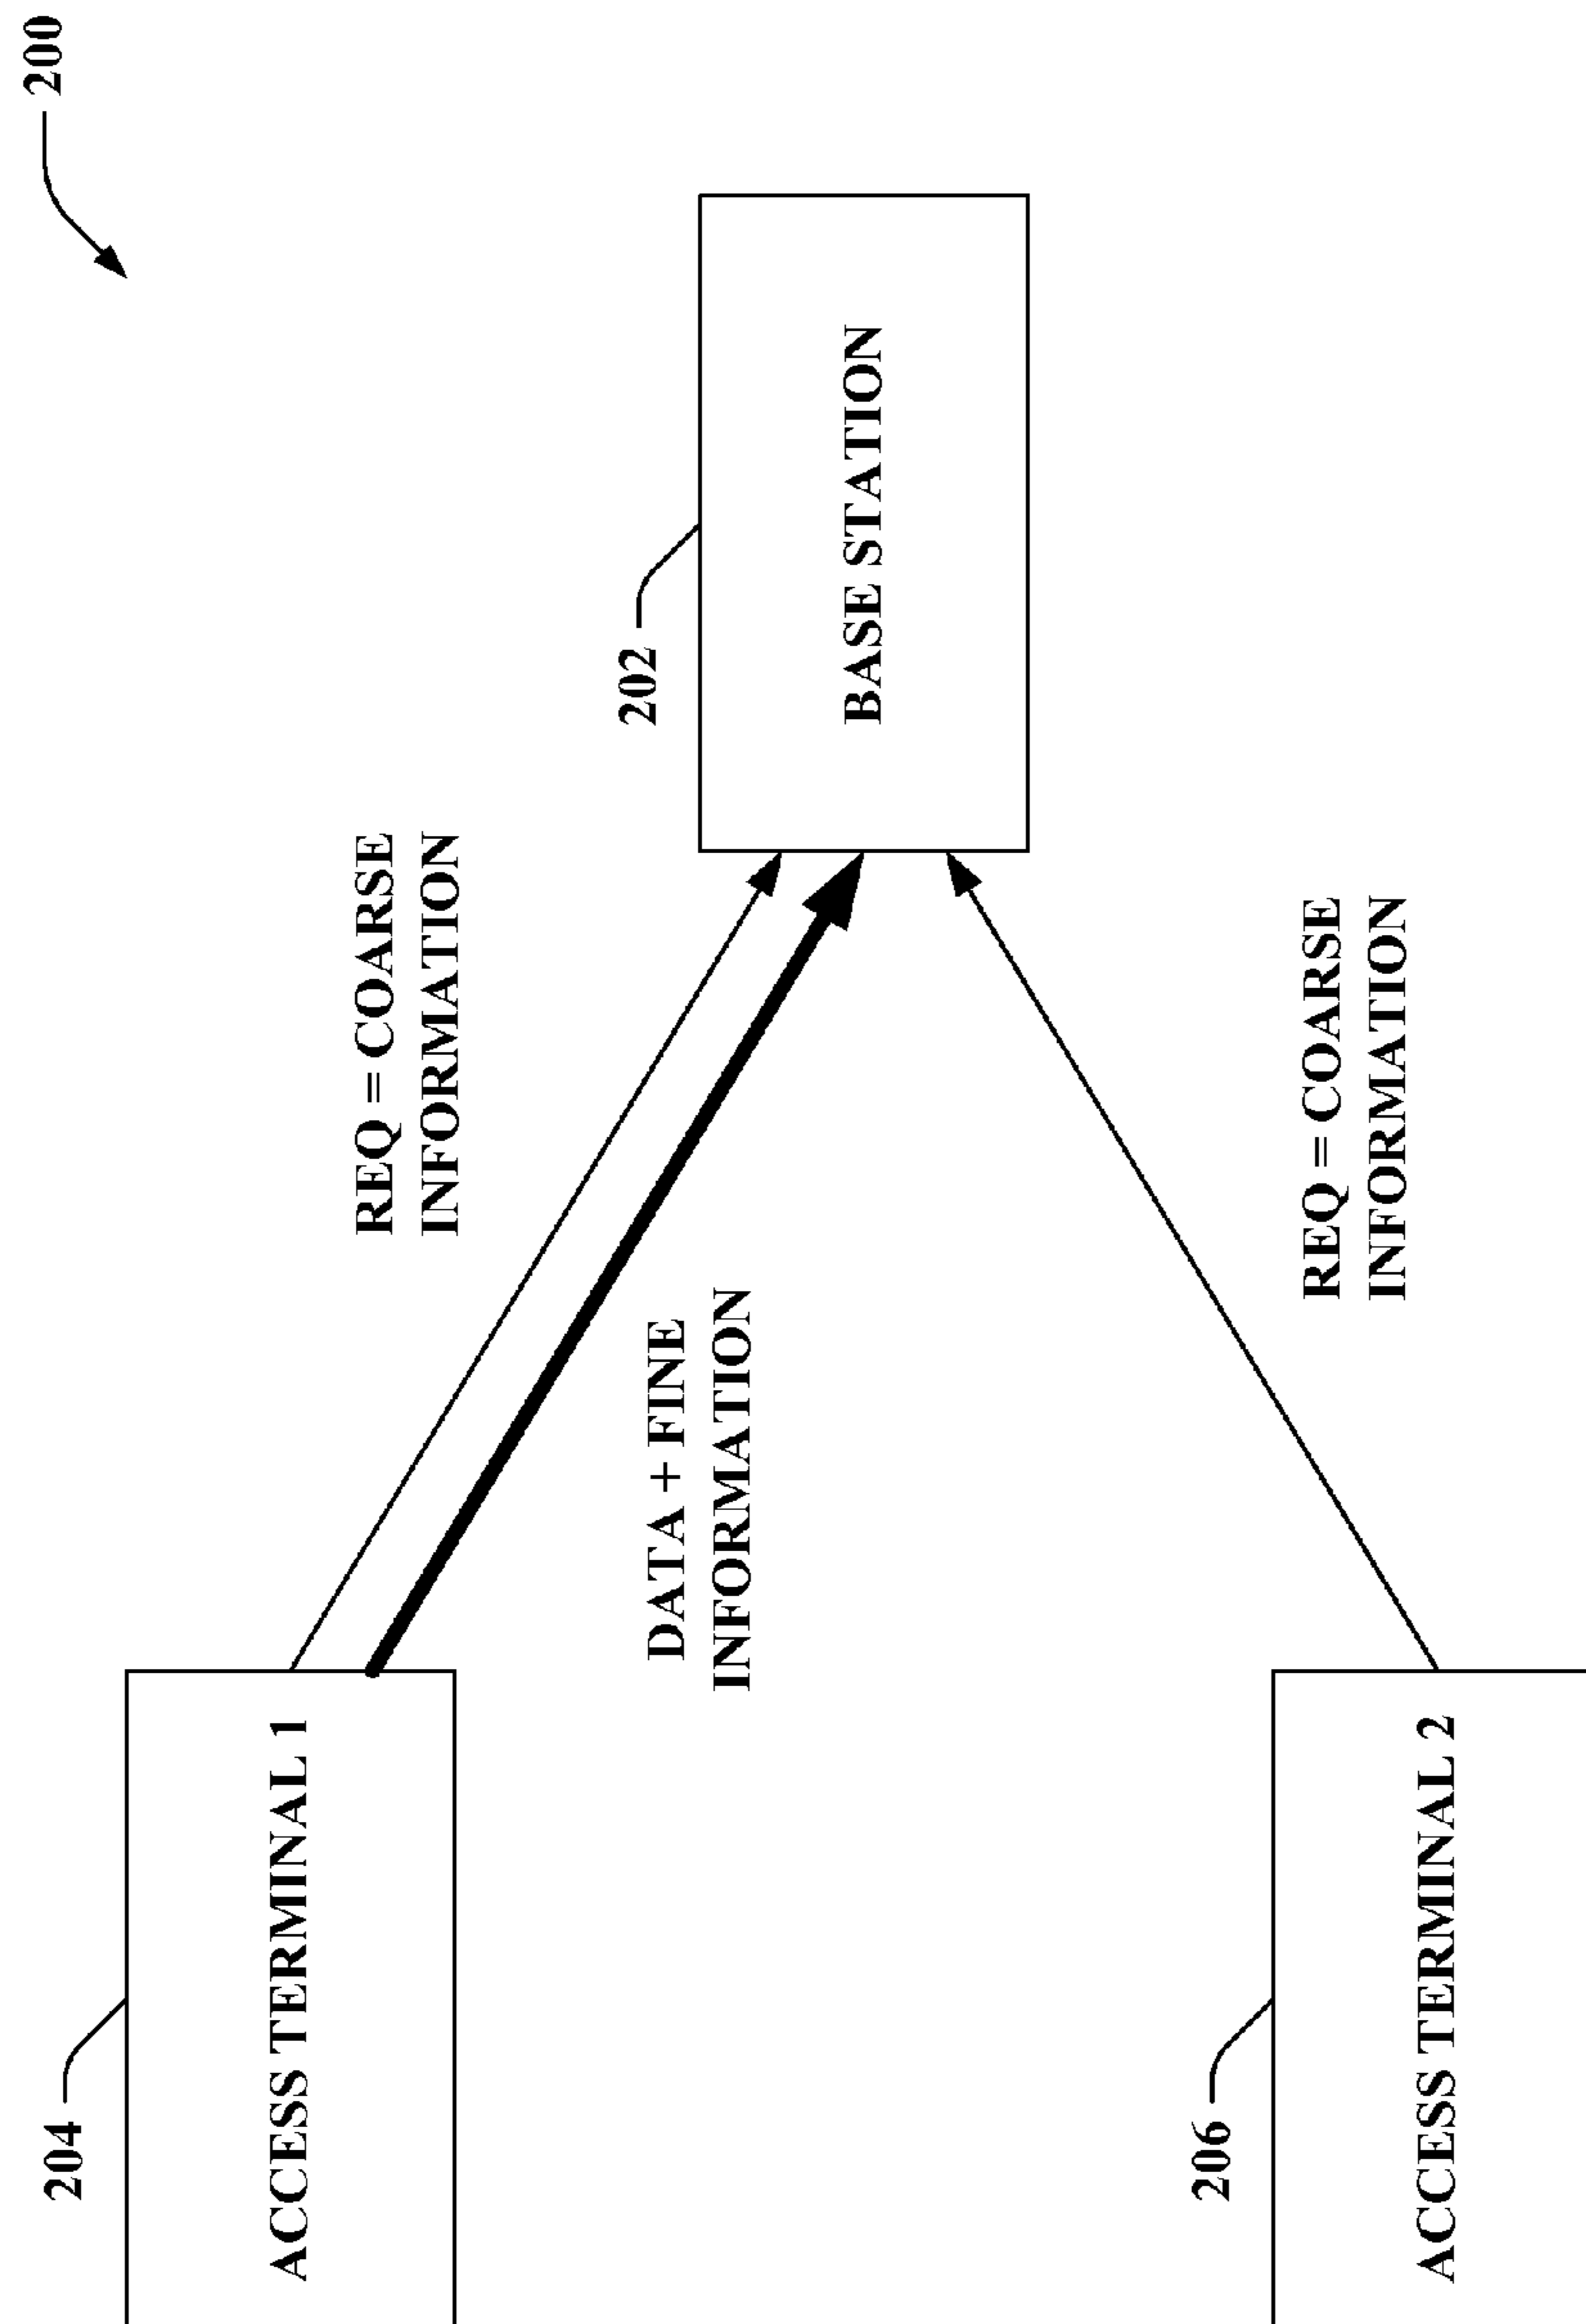 200
204
ACCESS TERMINAL 1
REQ = COARSE
INFORMATION
202
BASE STATION
DATA + FINE
INFORMATION
206
ACCESS TERMINAL 2
REQ = COARSE
INFORMATION